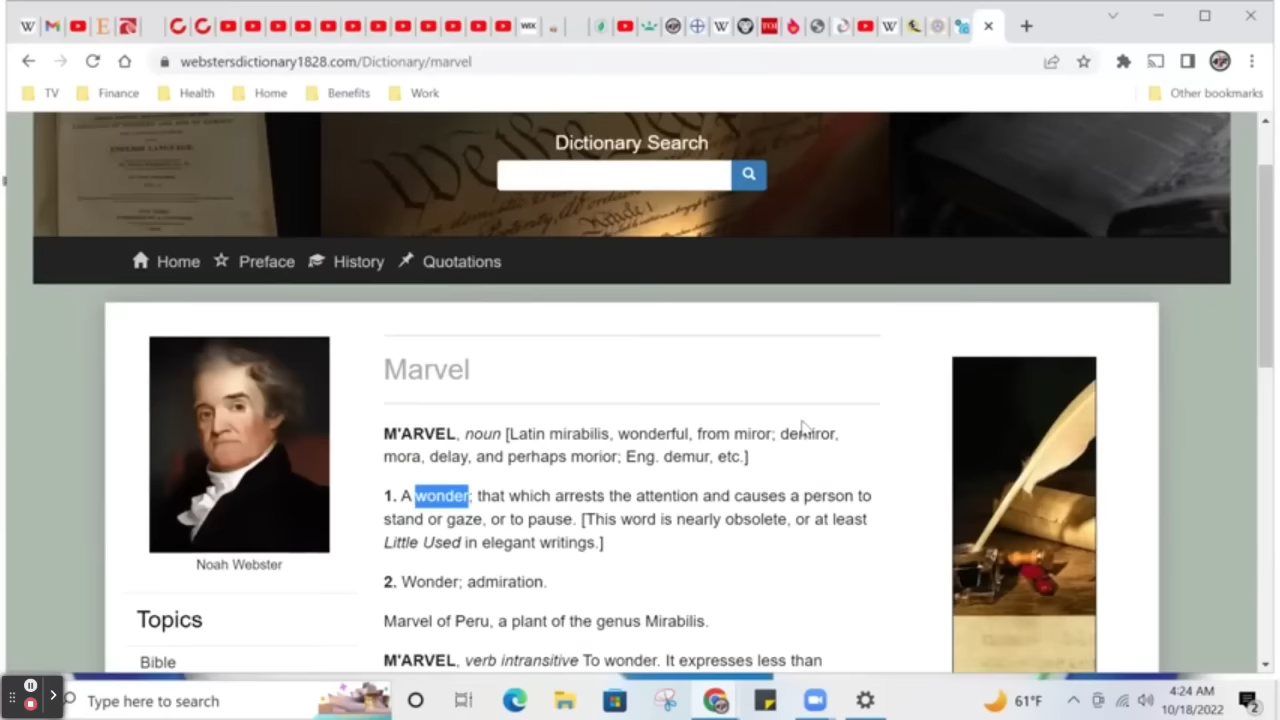 webstersdictionary1828.com/Dictionary/marvel
TV Finance Health Home Benefits Work Other bookmarks
Dictionary Search
Home Preface History Quotations
Marvel
M'ARVEL, noun [Latin mirabilis, wonderful, from miror; demiror,
mora, delay, and perhaps morior; Eng. demur, etc.]
1. A wonder; that which arrests the attention and causes a person to
stand or gaze, or to pause. [This word is nearly obsolete, or at least
Little Used in elegant writings.]
2. Wonder; admiration.
Marvel of Peru, a plant of the genus Mirabilis.
M'ARVEL, verb intransitive To wonder. It expresses less than
Noah Webster
Topics
Bible
Type here to search
61°F
4:24 AM
10/18/2022
2